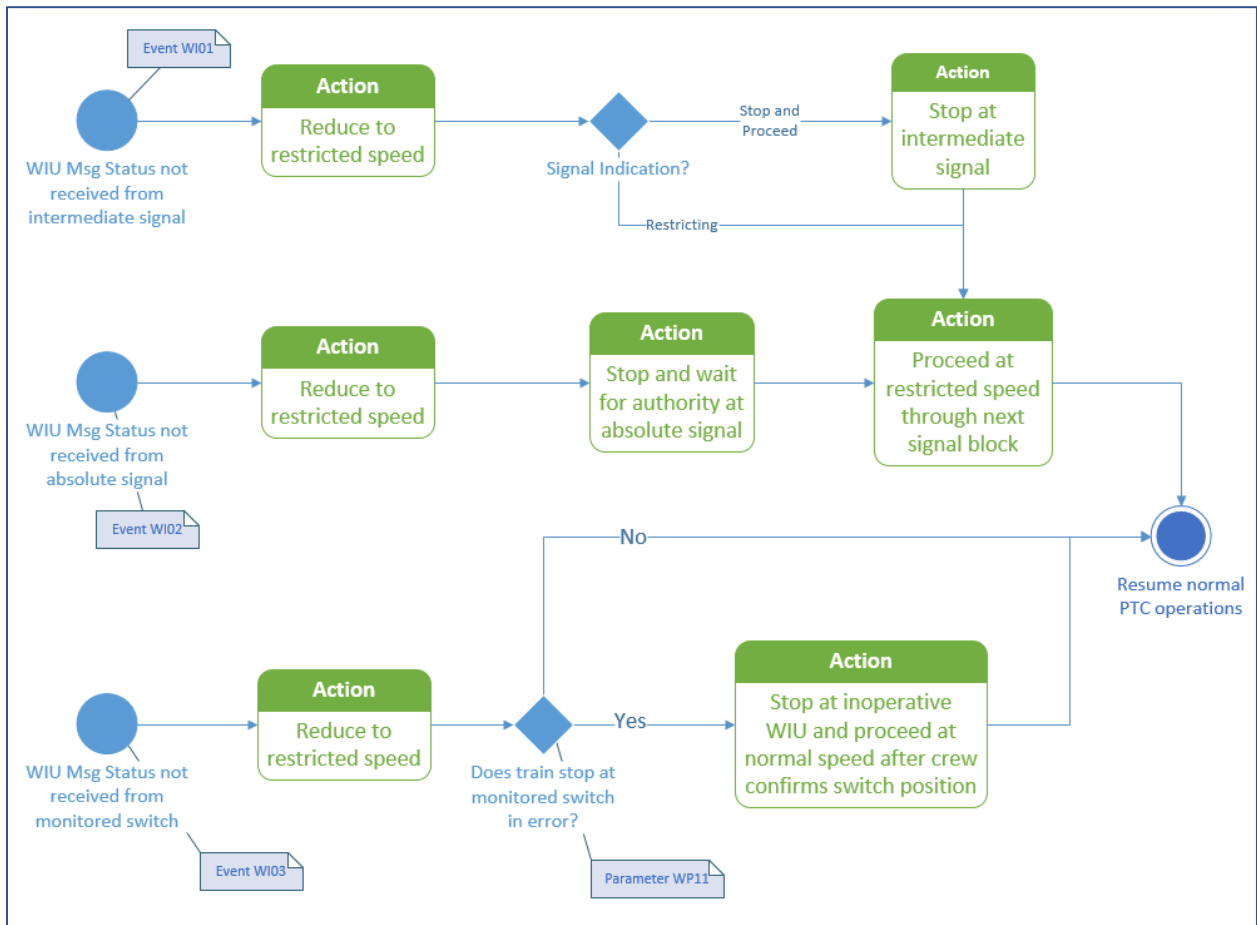 Event WI01
WIU Msg Status not
received from
intermediate signal
Action
Reduce to
restricted speed
Signal Indication?
Stop and
Proceed
Restricting
Action
Stop at
intermediate
signal
WIU Msg Status not
received from
absolute signal
Event WI02
Action
Reduce to
restricted speed
Action
Stop and wait
for authority at
absolute signal
Action
Proceed at
restricted speed
through next
signal block
Resume normal
PTC operations
WIU Msg Status not
received from
monitored switch
Event WI03
Action
Reduce to
restricted speed
Does train stop at
monitored switch
in error?
Parameter WP11
No
Yes
Action
Stop at inoperative
WIU and proceed at
normal speed after crew
confirms switch position